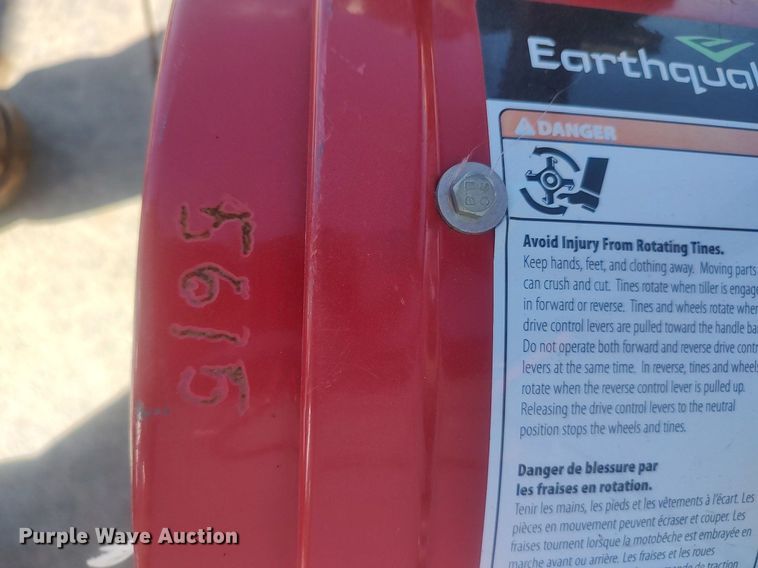 Earthqua
DANGER
Avoid Injury From Rotating Tines.
Keep hands, feet, and clothing away. Moving parts
can crush and cut. Tines rotate when tiller is engage
in forward or reverse. Tines and wheels rotate when
drive control levers are pulled toward the handle ba
Do not operate both forward and reverse drive contr
levers at the same time. In reverse, tines and wheels
rotate when the reverse control lever is pulled up.
Releasing the drive control levers to the neutral
position stops the wheels and tines.
Danger de blessure par
les fraises en rotation.
Tenir les mains, les pieds et les vêtements à l'écart. Les
pièces en mouvement peuvent écraser et couper. Les
fraises tournent lorsque la motobêche est embrayée en
marche avant ou arrière. Les fraises et les roues
de traction
5615
Purple Wave Auction